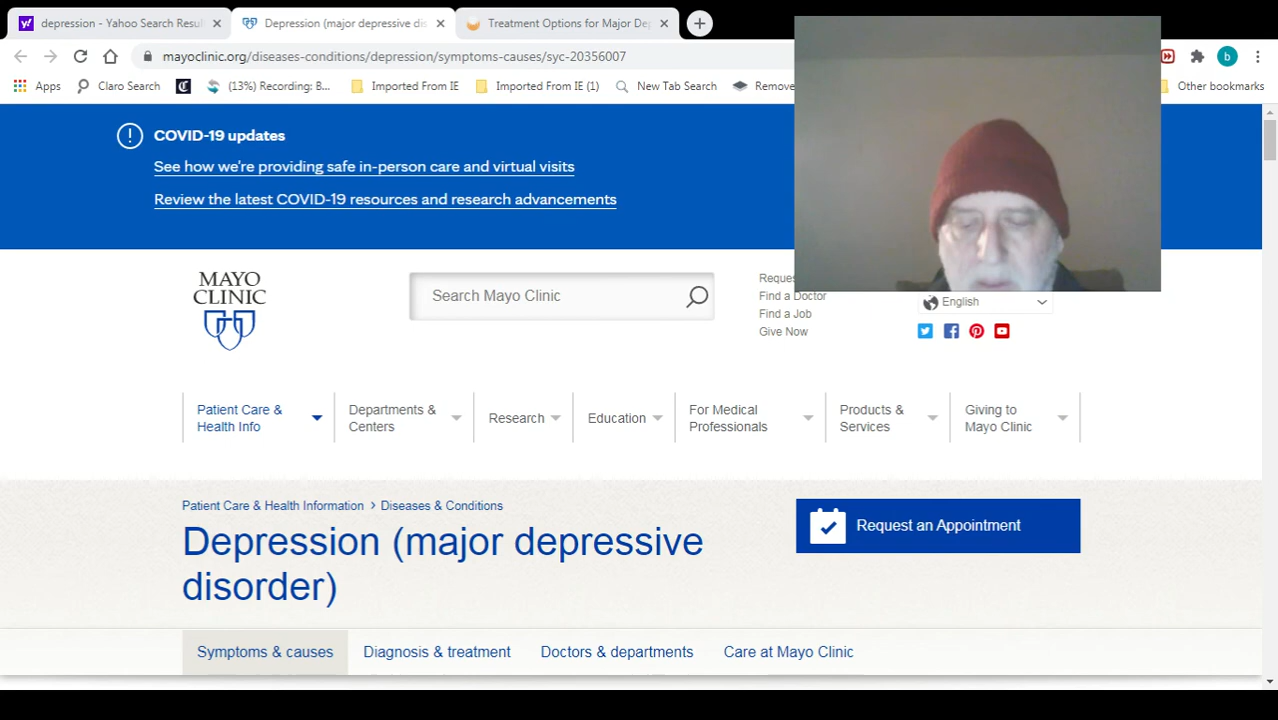 depression - Yahoo Search Resul
Depression (major depressive dis
Treatment Options for Major Dep
mayoclinic.org/diseases-conditions/depression/symptoms-causes/syc-20356007
b
Apps
Claro Search
(13%) Recording: B...
Imported From IE
Imported From IE (1)
New Tab Search
Remove
Other bookmarks
COVID-19 updates
See how we're providing safe in-person care and virtual visits
Review the latest COVID-19 resources and research advancements
MAYO
CLINIC
Search Mayo Clinic
Reques
Find a Doctor
Find a Job
Give Now
English
Patient Care &
Health Info
Departments &
Centers
Research
Education
For Medical
Professionals
Products &
Services
Giving to
Mayo Clinic
Patient Care & Health Information > Diseases & Conditions
Depression (major depressive
disorder)
Request an Appointment
Symptoms & causes
Diagnosis & treatment
Doctors & departments
Care at Mayo Clinic